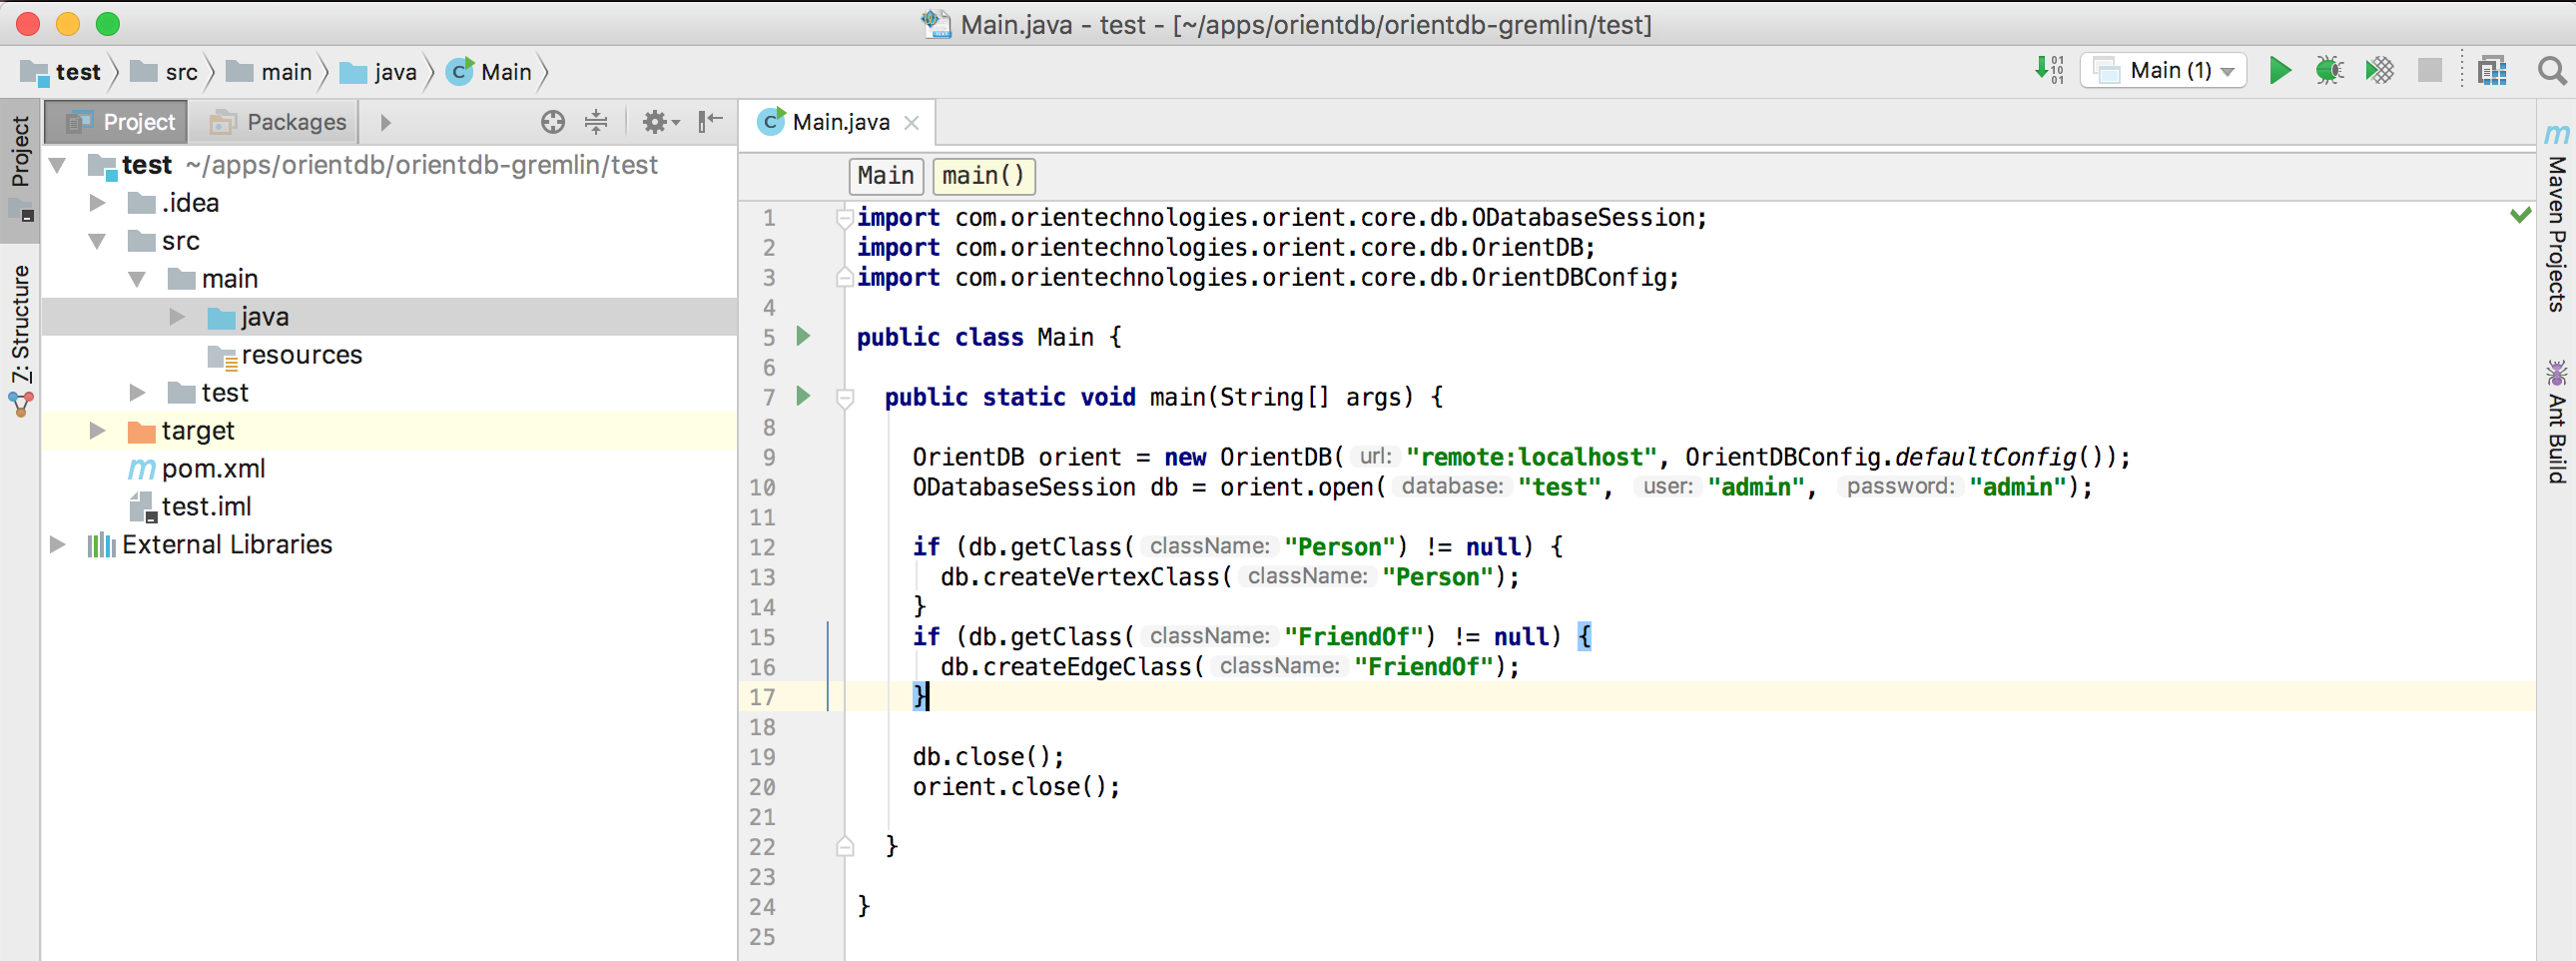 Main.java - test - [~/apps/orientdb/orientdb-gremlin/test]
test src main java Main
Main (1)
Project
Z: Structure
Project Packages
test ~/apps/orientdb/orientdb-gremlin/test
.idea
src
main
java
resources
test
target
pom.xml
test.iml
External Libraries
Main.java
Main main()
1 import com.orientechnologies.orient.core.db.ODatabaseSession;
2 import com.orientechnologies.orient.core.db.OrientDB;
3 import com.orientechnologies.orient.core.db.OrientDBConfig;
4
5 public class Main {
6
7 public static void main(String[] args) {
8
9 OrientDB orient = new OrientDB( url: "remote:localhost", OrientDBConfig.defaultConfig());
10 ODatabaseSession db = orient.open( database: "test", user: "admin", password: "admin");
11
12 if (db.getClass( className: "Person") != null) {
13 db.createVertexClass( className: "Person");
14 }
15 if (db.getClass( className: "FriendOf") != null) {
16 db.createEdgeClass( className: "FriendOf");
17 }
18
19 db.close();
20 orient.close();
21
22 }
23
24 }
25
Maven Projects
Ant Build